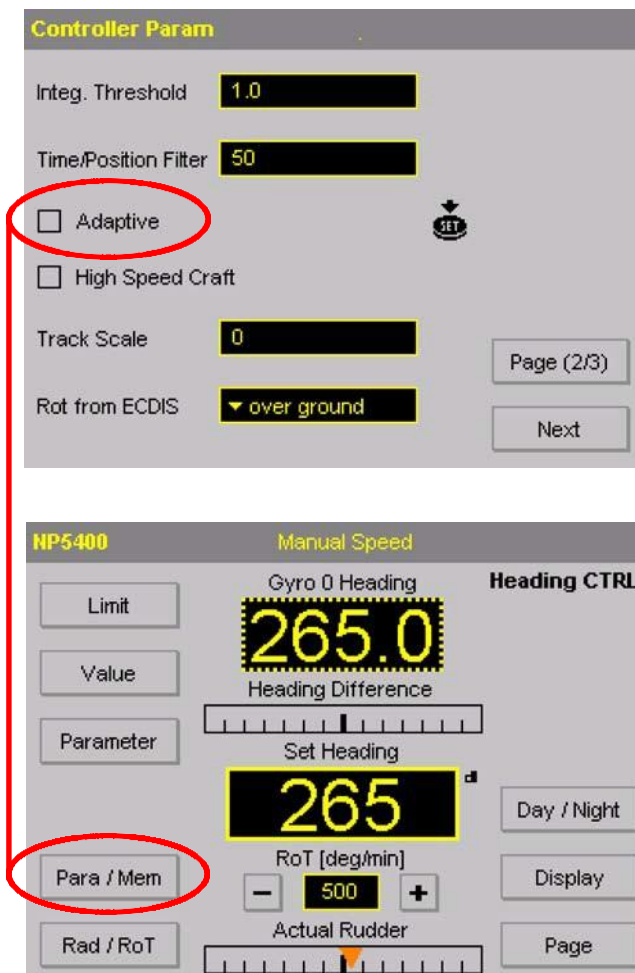 Controller Param
Integ. Threshold 1.0
Time/Position Filter 50
Adaptive
SET
High Speed Craft
Track Scale 0
Page (2/3)
Rot from ECDIS over ground
Next
NP5400 Manual Speed
Gyro 0 Heading Heading CTRL
Limit
265.0
Value
Heading Difference
Parameter
Set Heading
265
Day / Night
RoT [deg/min]
Para / Mem
− 500 +
Display
Actual Rudder
Rad / RoT
Page